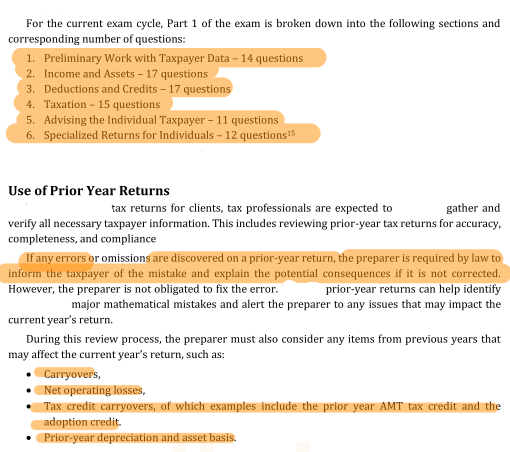 For the current exam cycle, Part 1 of the exam is broken down into the following sections and
corresponding number of questions:
1. Preliminary Work with Taxpayer Data – 14 questions
2. Income and Assets – 17 questions
3. Deductions and Credits – 17 questions
4. Taxation – 15 questions
5. Advising the Individual Taxpayer – 11 questions
6. Specialized Returns for Individuals – 12 questions¹⁵
Use of Prior Year Returns
tax returns for clients, tax professionals are expected to gather and
verify all necessary taxpayer information. This includes reviewing prior-year tax returns for accuracy,
completeness, and compliance
If any errors or omissions are discovered on a prior-year return, the preparer is required by law to
inform the taxpayer of the mistake and explain the potential consequences if it is not corrected.
However, the preparer is not obligated to fix the error. prior-year returns can help identify
major mathematical mistakes and alert the preparer to any issues that may impact the
current year's return.
During this review process, the preparer must also consider any items from previous years that
may affect the current year's return, such as:
• Carryovers,
• Net operating losses,
• Tax credit carryovers, of which examples include the prior year AMT tax credit and the
adoption credit.
• Prior-year depreciation and asset basis.